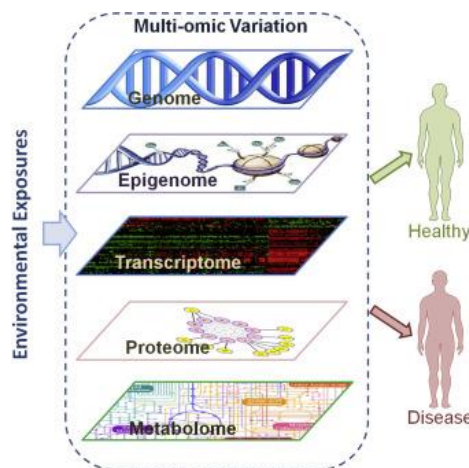 Multi-omic Variation
Genome
Epigenome
Transcriptome
Proteome
Metabolome
Environmental Exposures
Healthy
Disease